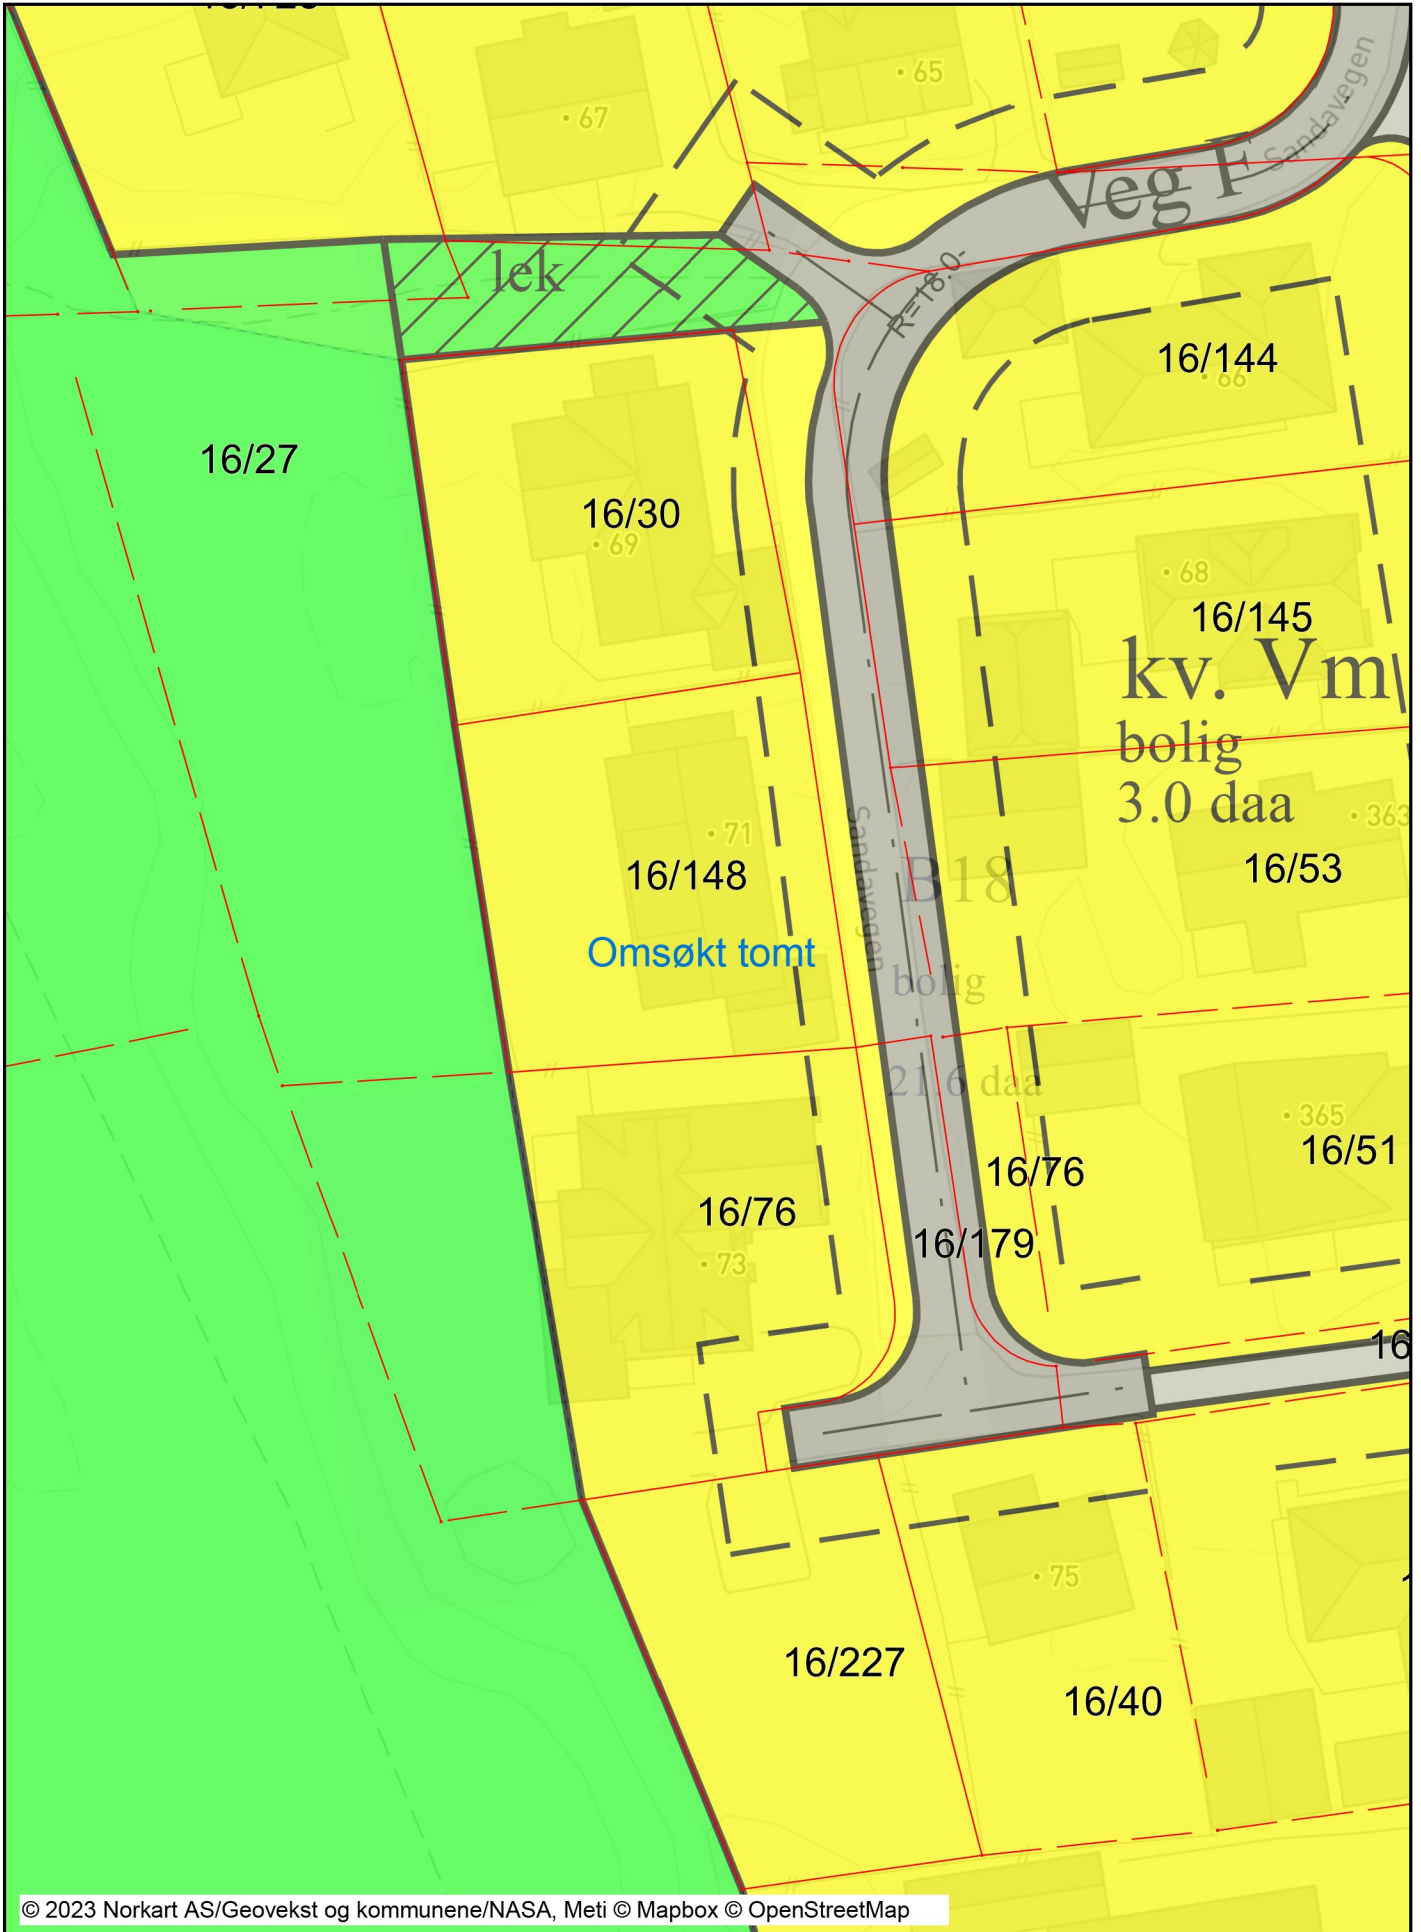 67
65
Sandavegen
Veg F
lek
R=18.0-
16/144
66
16/27
16/30
69
68
16/145
kv. Vm
bolig
3.0 daa
363
71
16/148
Sandavegen
B18
16/53
Omsøkt tomt
bolig
21.6 daa
365
16/51
16/76
16/76
16/179
73
16
75
16/227
16/40
© 2023 Norkart AS/Geovekst og kommunene/NASA, Meti © Mapbox © OpenStreetMap